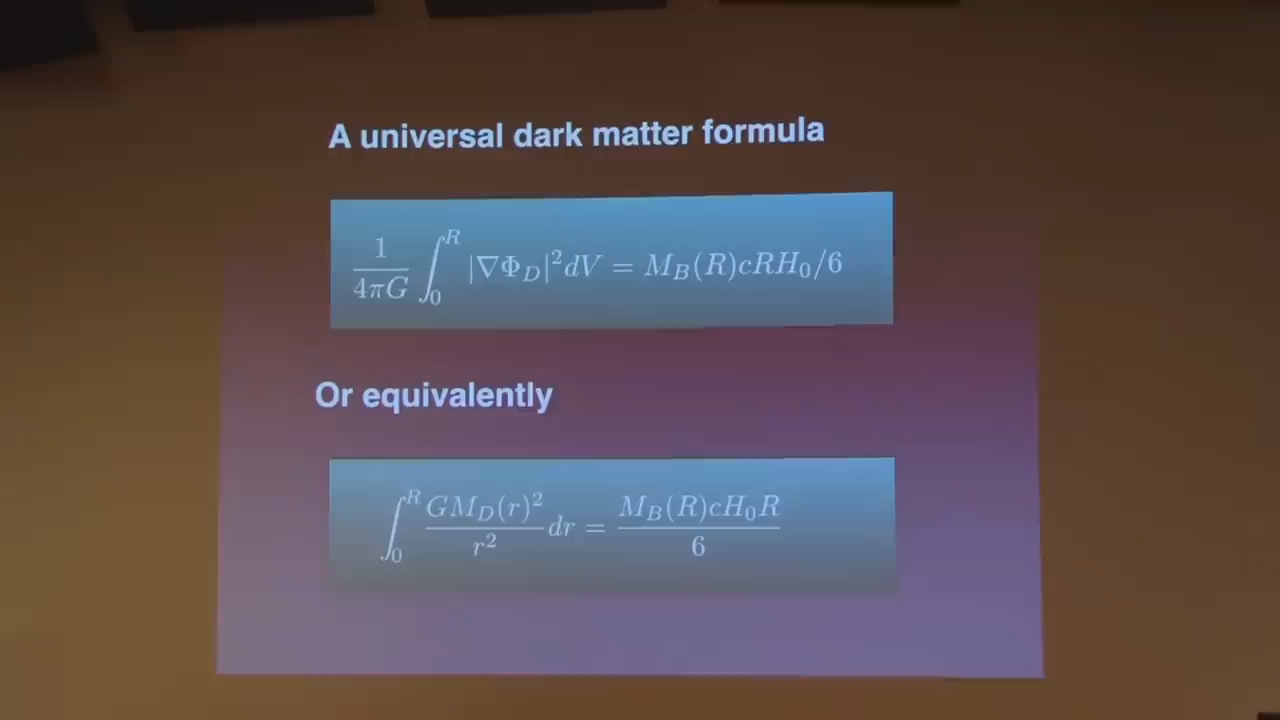 A universal dark matter formula
$\frac{1}{4\pi G} \int_0^R |\nabla \Phi_D|^2 dV = M_B(R)cRH_0/6$
Or equivalently
$\int_0^R \frac{GM_D(r)^2}{r^2} dr = \frac{M_B(R)cH_0R}{6}$